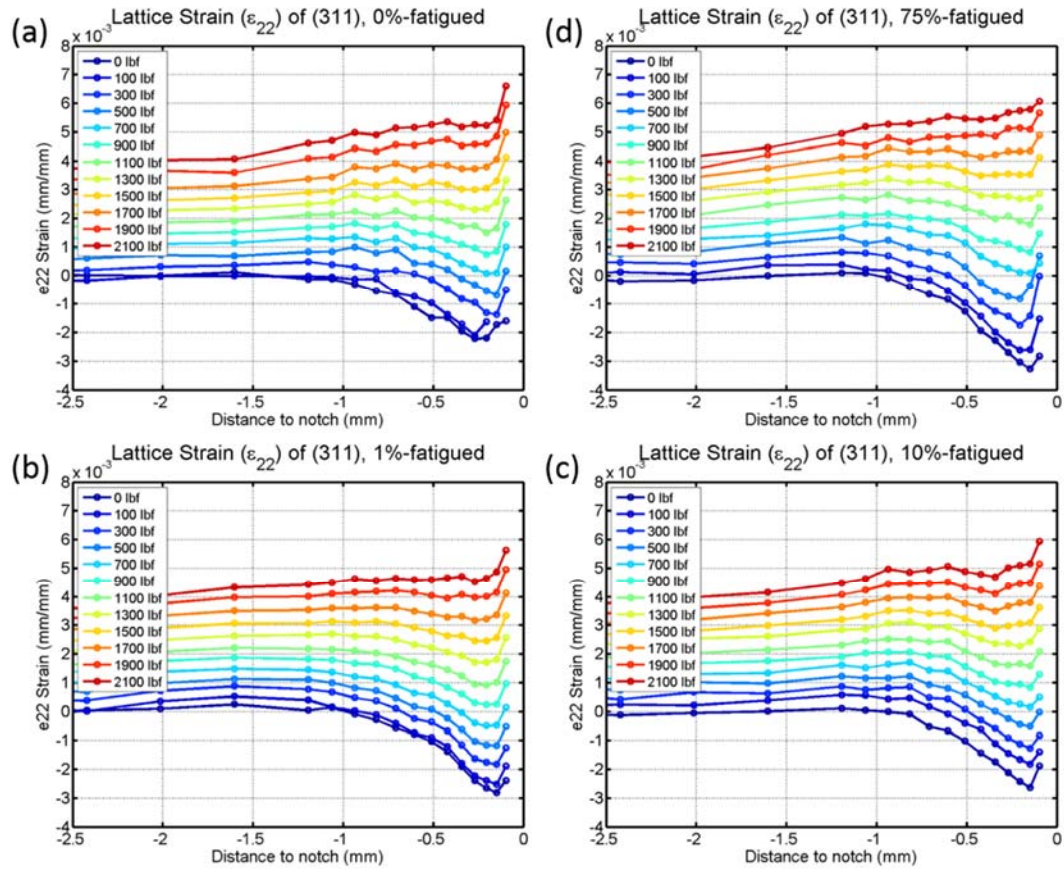 (a)
Lattice Strain (ε22) of (311), 0%-fatigued
x 10-3
8
7
6
5
4
3
2
1
0
-1
-2
-3
-4
e22 Strain (mm/mm)
0 lbf
100 lbf
300 lbf
500 lbf
700 lbf
900 lbf
1100 lbf
1300 lbf
1500 lbf
1700 lbf
1900 lbf
2100 lbf
-2.5 -2 -1.5 -1 -0.5 0
Distance to notch (mm)
(d)
Lattice Strain (ε22) of (311), 75%-fatigued
x 10-3
8
7
6
5
4
3
2
1
0
-1
-2
-3
-4
e22 Strain (mm/mm)
0 lbf
100 lbf
300 lbf
500 lbf
700 lbf
900 lbf
1100 lbf
1300 lbf
1500 lbf
1700 lbf
1900 lbf
2100 lbf
-2.5 -2 -1.5 -1 -0.5 0
Distance to notch (mm)
(b)
Lattice Strain (ε22) of (311), 1%-fatigued
x 10-3
8
7
6
5
4
3
2
1
0
-1
-2
-3
-4
e22 Strain (mm/mm)
0 lbf
100 lbf
300 lbf
500 lbf
700 lbf
900 lbf
1100 lbf
1300 lbf
1500 lbf
1700 lbf
1900 lbf
2100 lbf
-2.5 -2 -1.5 -1 -0.5 0
Distance to notch (mm)
(c)
Lattice Strain (ε22) of (311), 10%-fatigued
x 10-3
8
7
6
5
4
3
2
1
0
-1
-2
-3
-4
e22 Strain (mm/mm)
0 lbf
100 lbf
300 lbf
500 lbf
700 lbf
900 lbf
1100 lbf
1300 lbf
1500 lbf
1700 lbf
1900 lbf
2100 lbf
-2.5 -2 -1.5 -1 -0.5 0
Distance to notch (mm)